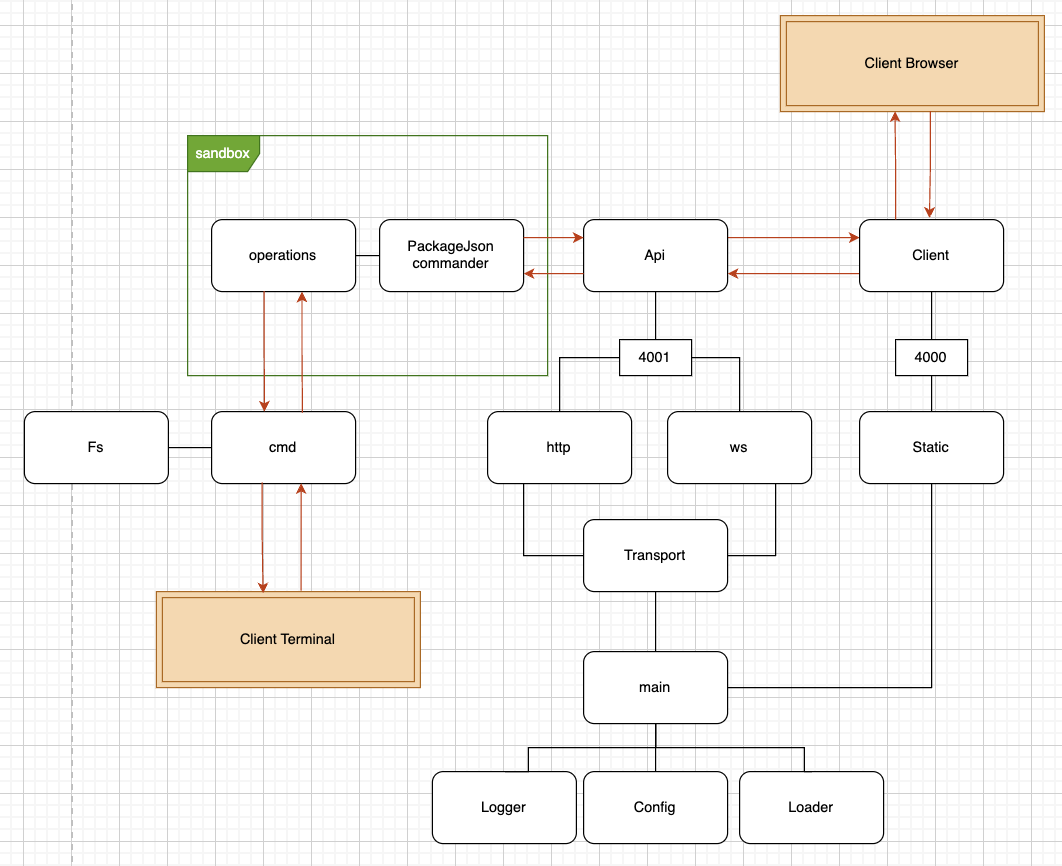 Client Browser
sandbox
operations
PackageJson
commander
Api
Client
4001
4000
Fs
cmd
http
ws
Static
Transport
Client Terminal
main
Logger
Config
Loader